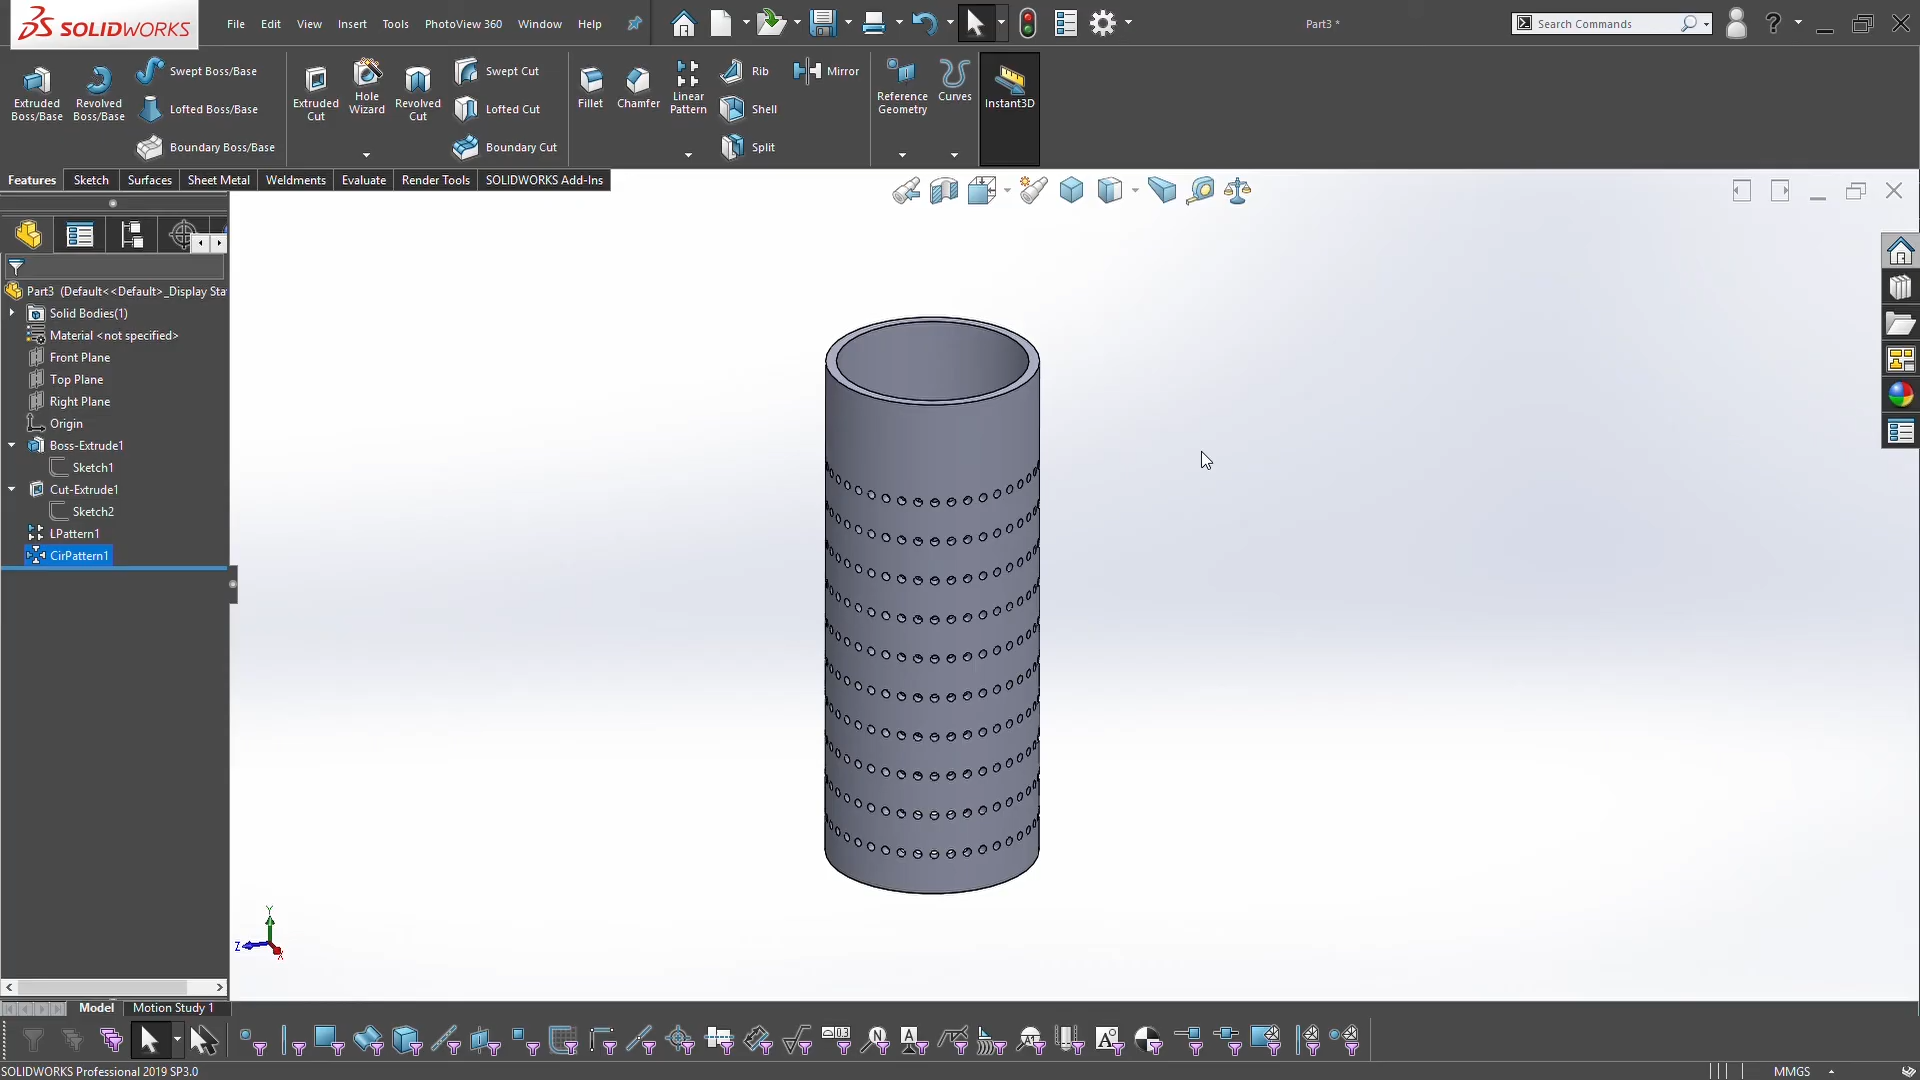 SOLIDWORKS
File Edit View Insert Tools PhotoView 360 Window Help
Part3 *
Search Commands
Extruded Boss/Base
Revolved Boss/Base
Swept Boss/Base
Lofted Boss/Base
Boundary Boss/Base
Extruded Cut
Hole Wizard
Revolved Cut
Swept Cut
Lofted Cut
Boundary Cut
Fillet
Chamfer
Linear Pattern
Rib
Shell
Split
Mirror
Reference Geometry
Curves
Instant3D
Features Sketch Surfaces Sheet Metal Weldments Evaluate Render Tools SOLIDWORKS Add-Ins
Part3 (Default<<Default>_Display Sta
Solid Bodies(1)
Material <not specified>
Front Plane
Top Plane
Right Plane
Origin
Boss-Extrude1
Sketch1
Cut-Extrude1
Sketch2
LPattern1
CirPattern1
Y
Z
X
Model Motion Study 1
SOLIDWORKS Professional 2019 SP3.0
MMGS